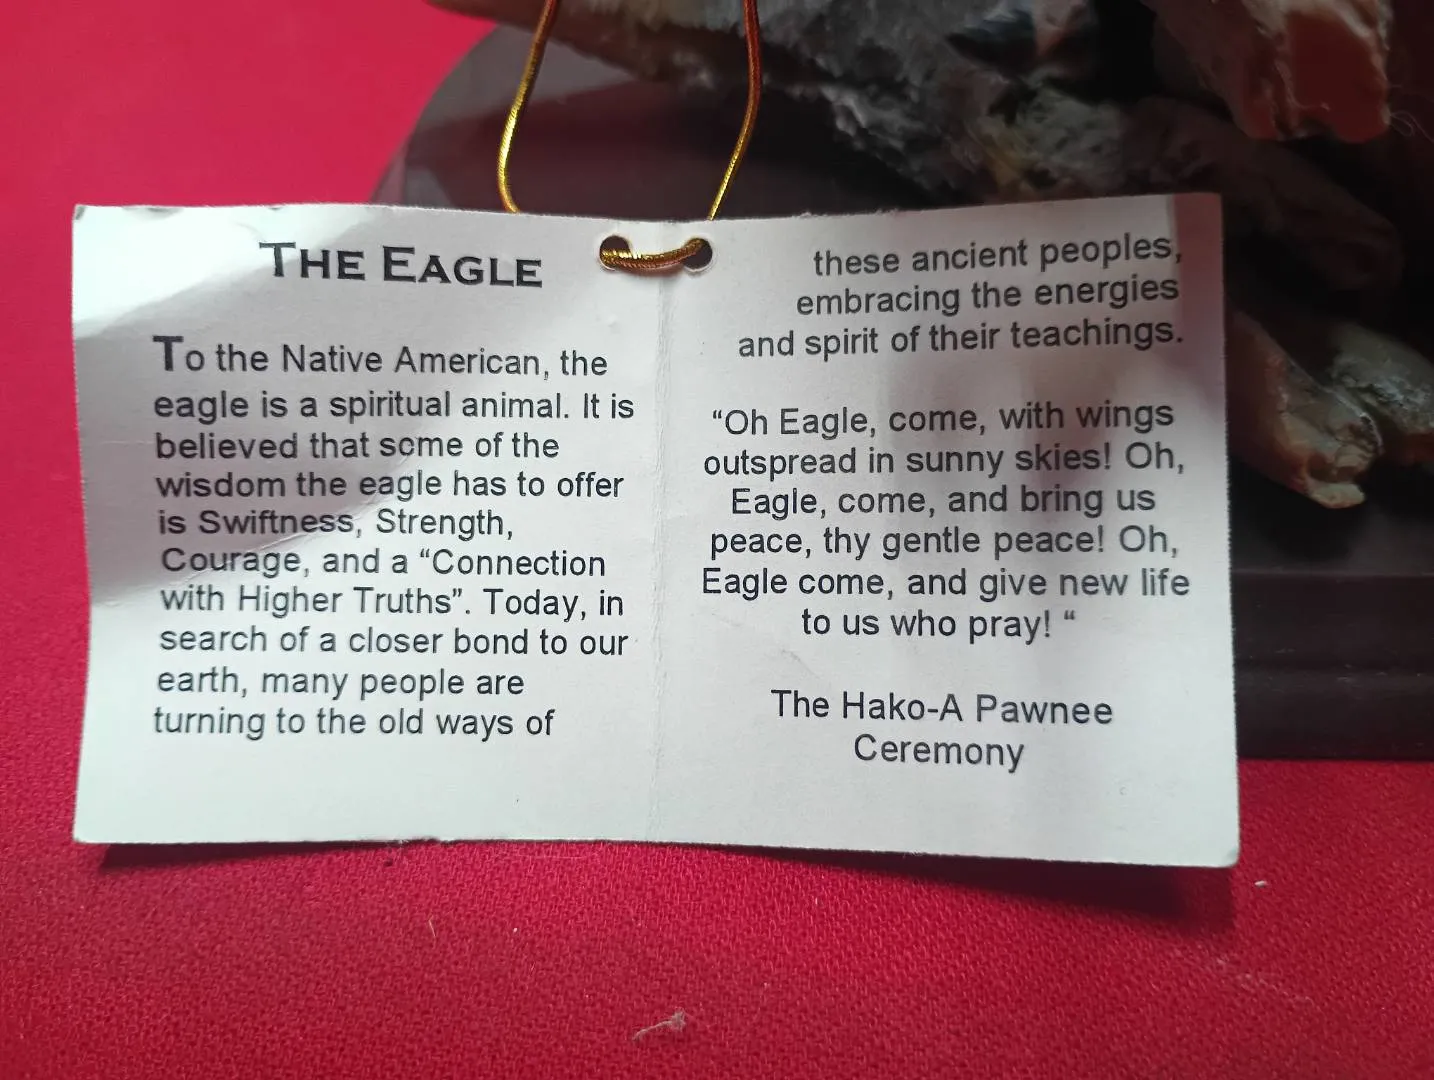 THE EAGLE
To the Native American, the
eagle is a spiritual animal. It is
believed that some of the
wisdom the eagle has to offer
is Swiftness, Strength,
Courage, and a “Connection
with Higher Truths”. Today, in
search of a closer bond to our
earth, many people are
turning to the old ways of
these ancient peoples,
embracing the energies
and spirit of their teachings.
“Oh Eagle, come, with wings
outspread in sunny skies! Oh,
Eagle, come, and bring us
peace, thy gentle peace! Oh,
Eagle come, and give new life
to us who pray! “
The Hako-A Pawnee
Ceremony